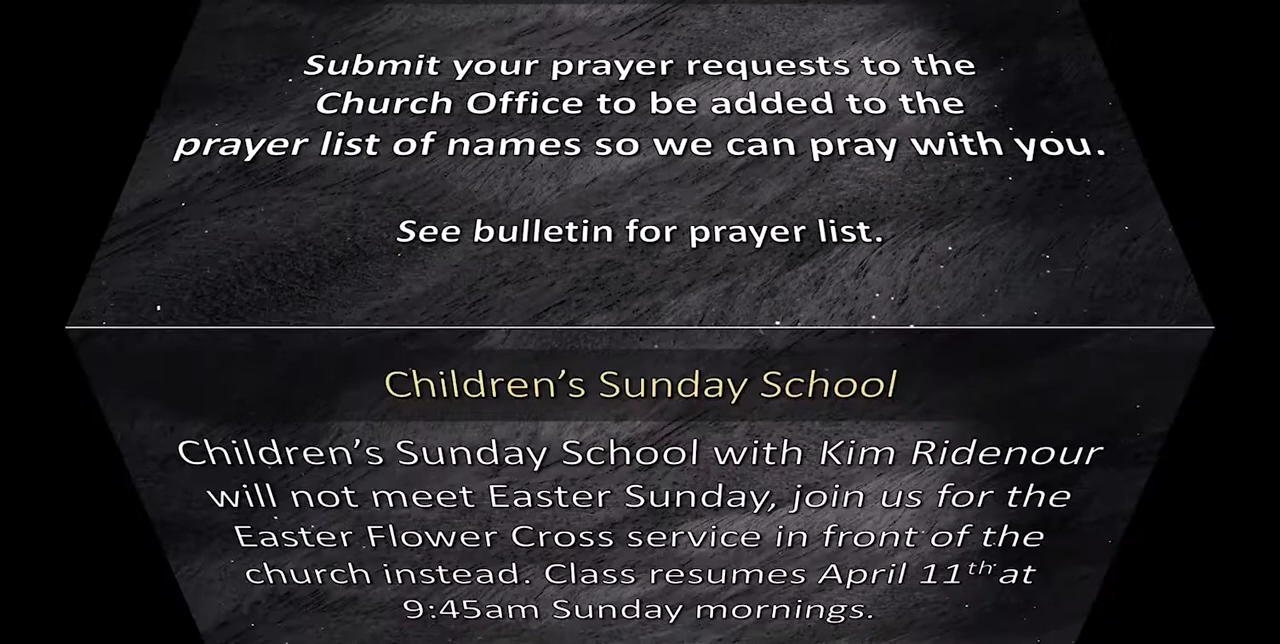 Submit your prayer requests to the
Church Office to be added to the
prayer list of names so we can pray with you.
See bulletin for prayer list.
Children’s Sunday School
Children’s Sunday School with Kim Ridenour
will not meet Easter Sunday, join us for the
Easter Flower Cross service in front of the
church instead. Class resumes April 11th at
9:45am Sunday mornings.